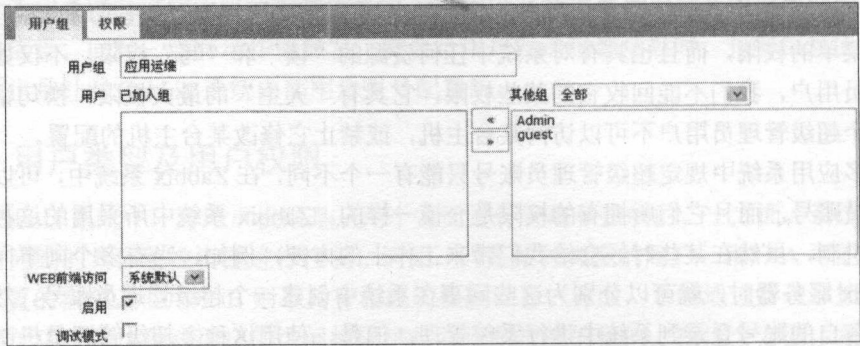 用户组 权限
用户组 应用运维
用户 已加入组 其他组 全部
«
»
Admin
guest
WEB前端访问 系统默认
启用
调试模式